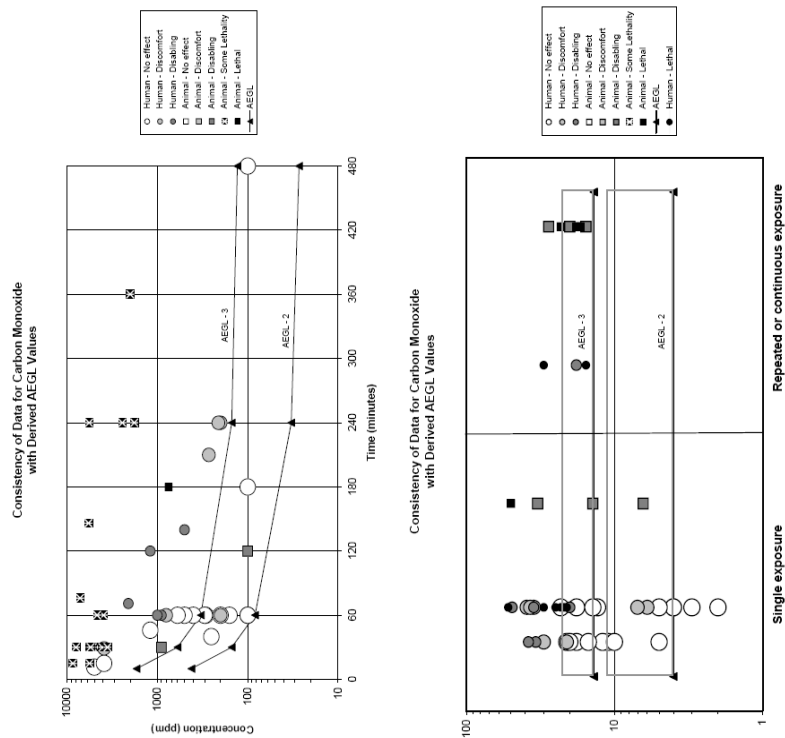 Consistency of Data for Carbon Monoxide
with Derived AEGL Values
Concentration (ppm)
10000
1000
100
10
0
60
120
180
240
300
360
420
480
Time (minutes)
AEGL - 3
AEGL - 2
Human - No effect
Human - Discomfort
Human - Disabling
Animal - No effect
Animal - Discomfort
Animal - Disabling
Animal - Some Lethality
Animal - Lethal
AEGL
Consistency of Data for Carbon Monoxide
with Derived AEGL Values
100
10
1
AEGL - 3
AEGL - 2
Single exposure
Repeated or continuous exposure
Human - No effect
Human - Discomfort
Human - Disabling
Animal - No effect
Animal - Discomfort
Animal - Disabling
Animal - Some Lethality
Animal - Lethal
AEGL
Human - Lethal